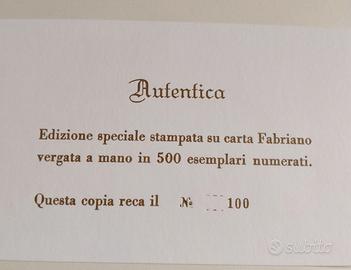 Autentica
Edizione speciale stampata su carta Fabriano
vergata a mano in 500 esemplari numerati.
Questa copia reca il № 100
subito